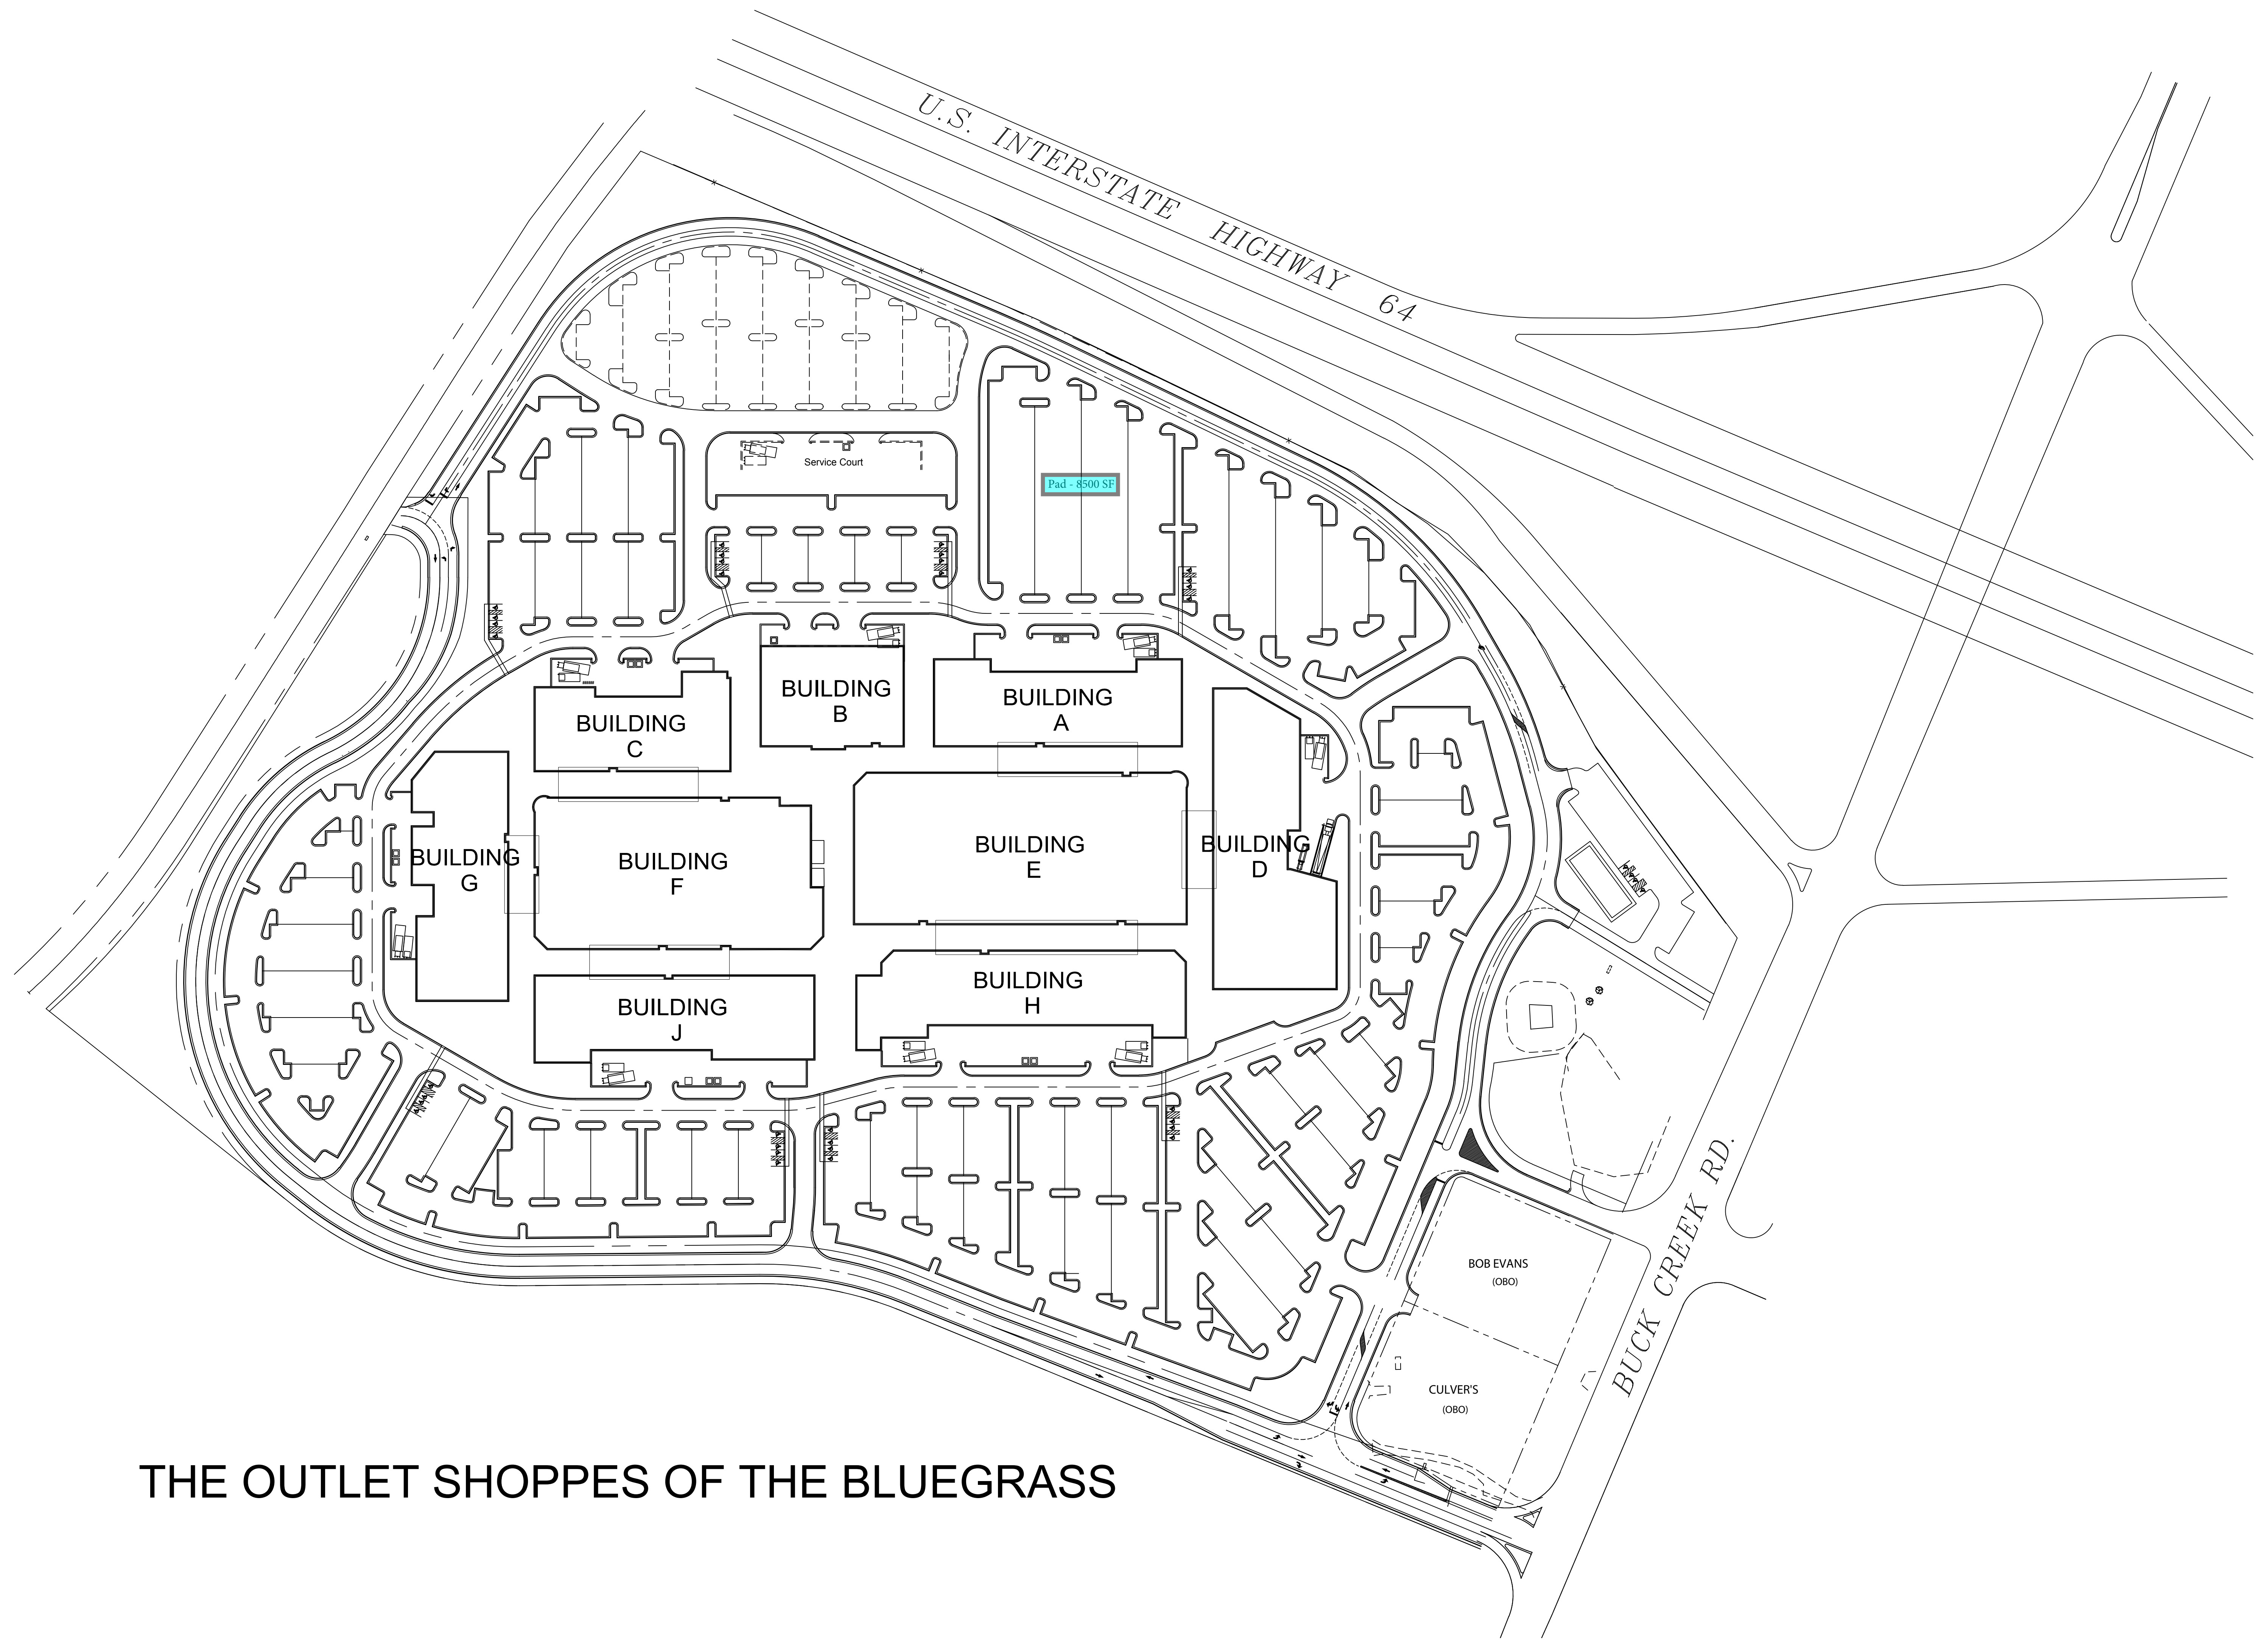 U.S. INTERSTATE HIGHWAY 64
Service Court
Pad - 8500 SF
BUILDING
B
BUILDING
A
BUILDING
C
BUILDING
E
BUILDING
D
BUILDING
G
BUILDING
F
BUILDING
H
BUILDING
J
BUCK CREEK RD.
BOB EVANS
(OBO)
CULVER'S
(OBO)
THE OUTLET SHOPPES OF THE BLUEGRASS